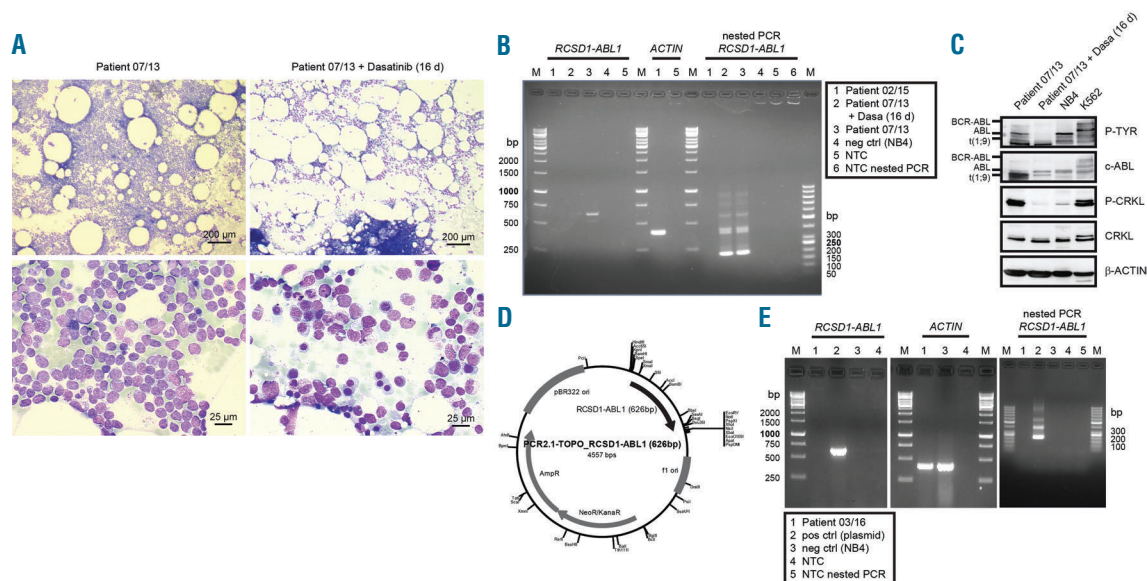 A
Patient 07/13
Patient 07/13 + Dasatinib (16 d)
200 µm
200 µm
25 µm
25 µm
B
RCSD1-ABL1
ACTIN
nested PCR
RCSD1-ABL1
M 1 2 3 4 5 M 1 5 M 1 2 3 4 5 6 M
bp
2000
1500
1000
750
500
250
bp
300
250
200
150
100
50
1 Patient 02/15
2 Patient 07/13
+ Dasa (16 d)
3 Patient 07/13
4 neg ctrl (NB4)
5 NTC
6 NTC nested PCR
C
Patient 07/13
Patient 07/13 + Dasa (16 d)
NB4
K562
BCR-ABL
ABL
t(1;9)
P-TYR
BCR-ABL
ABL
t(1;9)
c-ABL
P-CRKL
CRKL
β-ACTIN
D
pBR322 ori
RCSD1-ABL1 (626bp)
PCR2.1-TOPO_RCSD1-ABL1 (626bp)
4557 bps
AmpR
f1 ori
NeoR/KanaR
E
RCSD1-ABL1
ACTIN
nested PCR
RCSD1-ABL1
M 1 2 3 4
M 1 3 4 M
1 2 3 4 5 M
bp
2000
1500
1000
750
500
250
bp
300
200
100
1 Patient 03/16
2 pos ctrl (plasmid)
3 neg ctrl (NB4)
4 NTC
5 NTC nested PCR